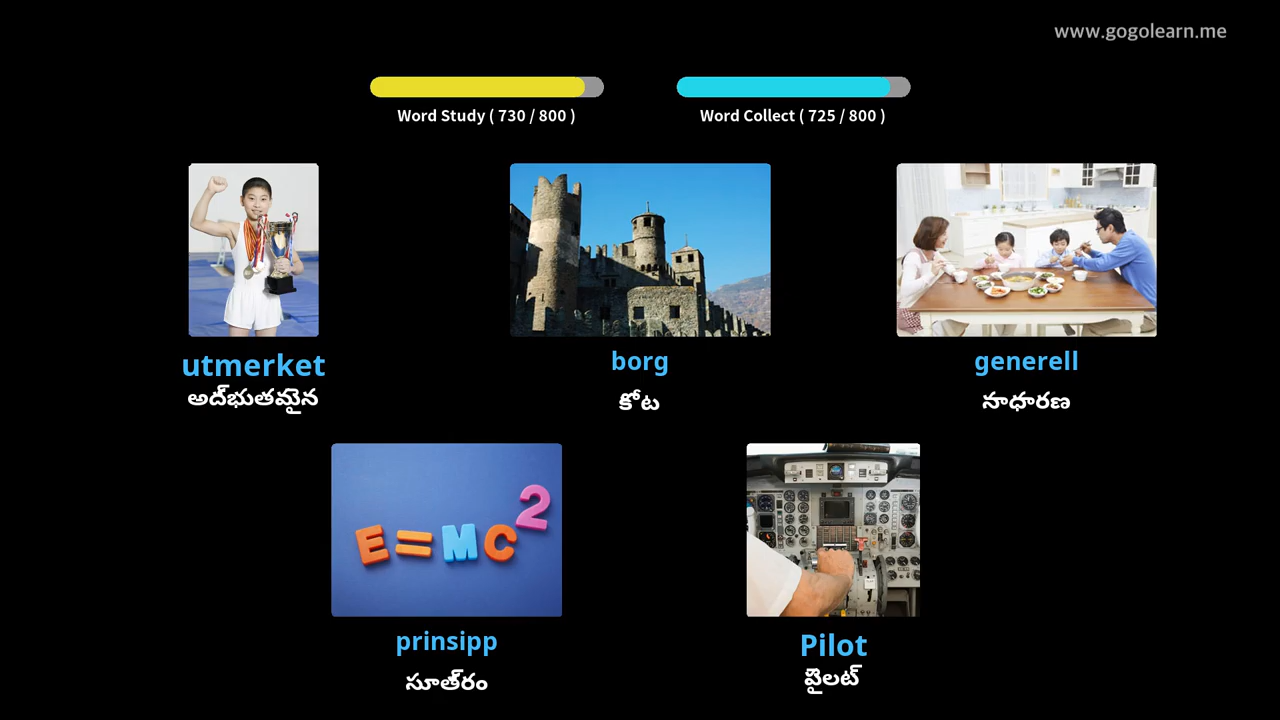 www.gogolearn.me
Word Study ( 730 / 800 )
Word Collect ( 725 / 800 )
utmerket
అద్భుతమైన
borg
కోట
generell
సాధారణ
E=MC2
prinsipp
సూత్రం
Pilot
పైలట్